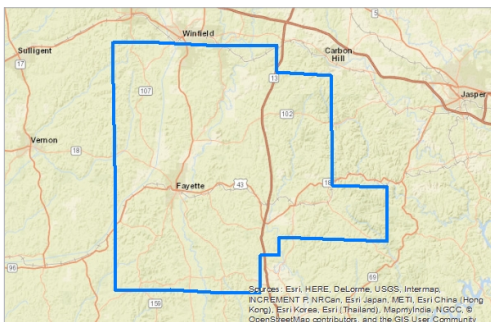 Winfield
Sulligent
Carbon
Hill
17
13
107
Jasper
102
Vernon
18
Fayette
43
18
96
69
159
Sources: Esri, HERE, DeLorme, USGS, Intermap,
INCREMENT P, NRCan, Esri Japan, METI, Esri China (Hong
Kong), Esri Korea, Esri (Thailand), MapmyIndia, NGCC, ©
OpenStreetMap contributors, and the GIS User Community